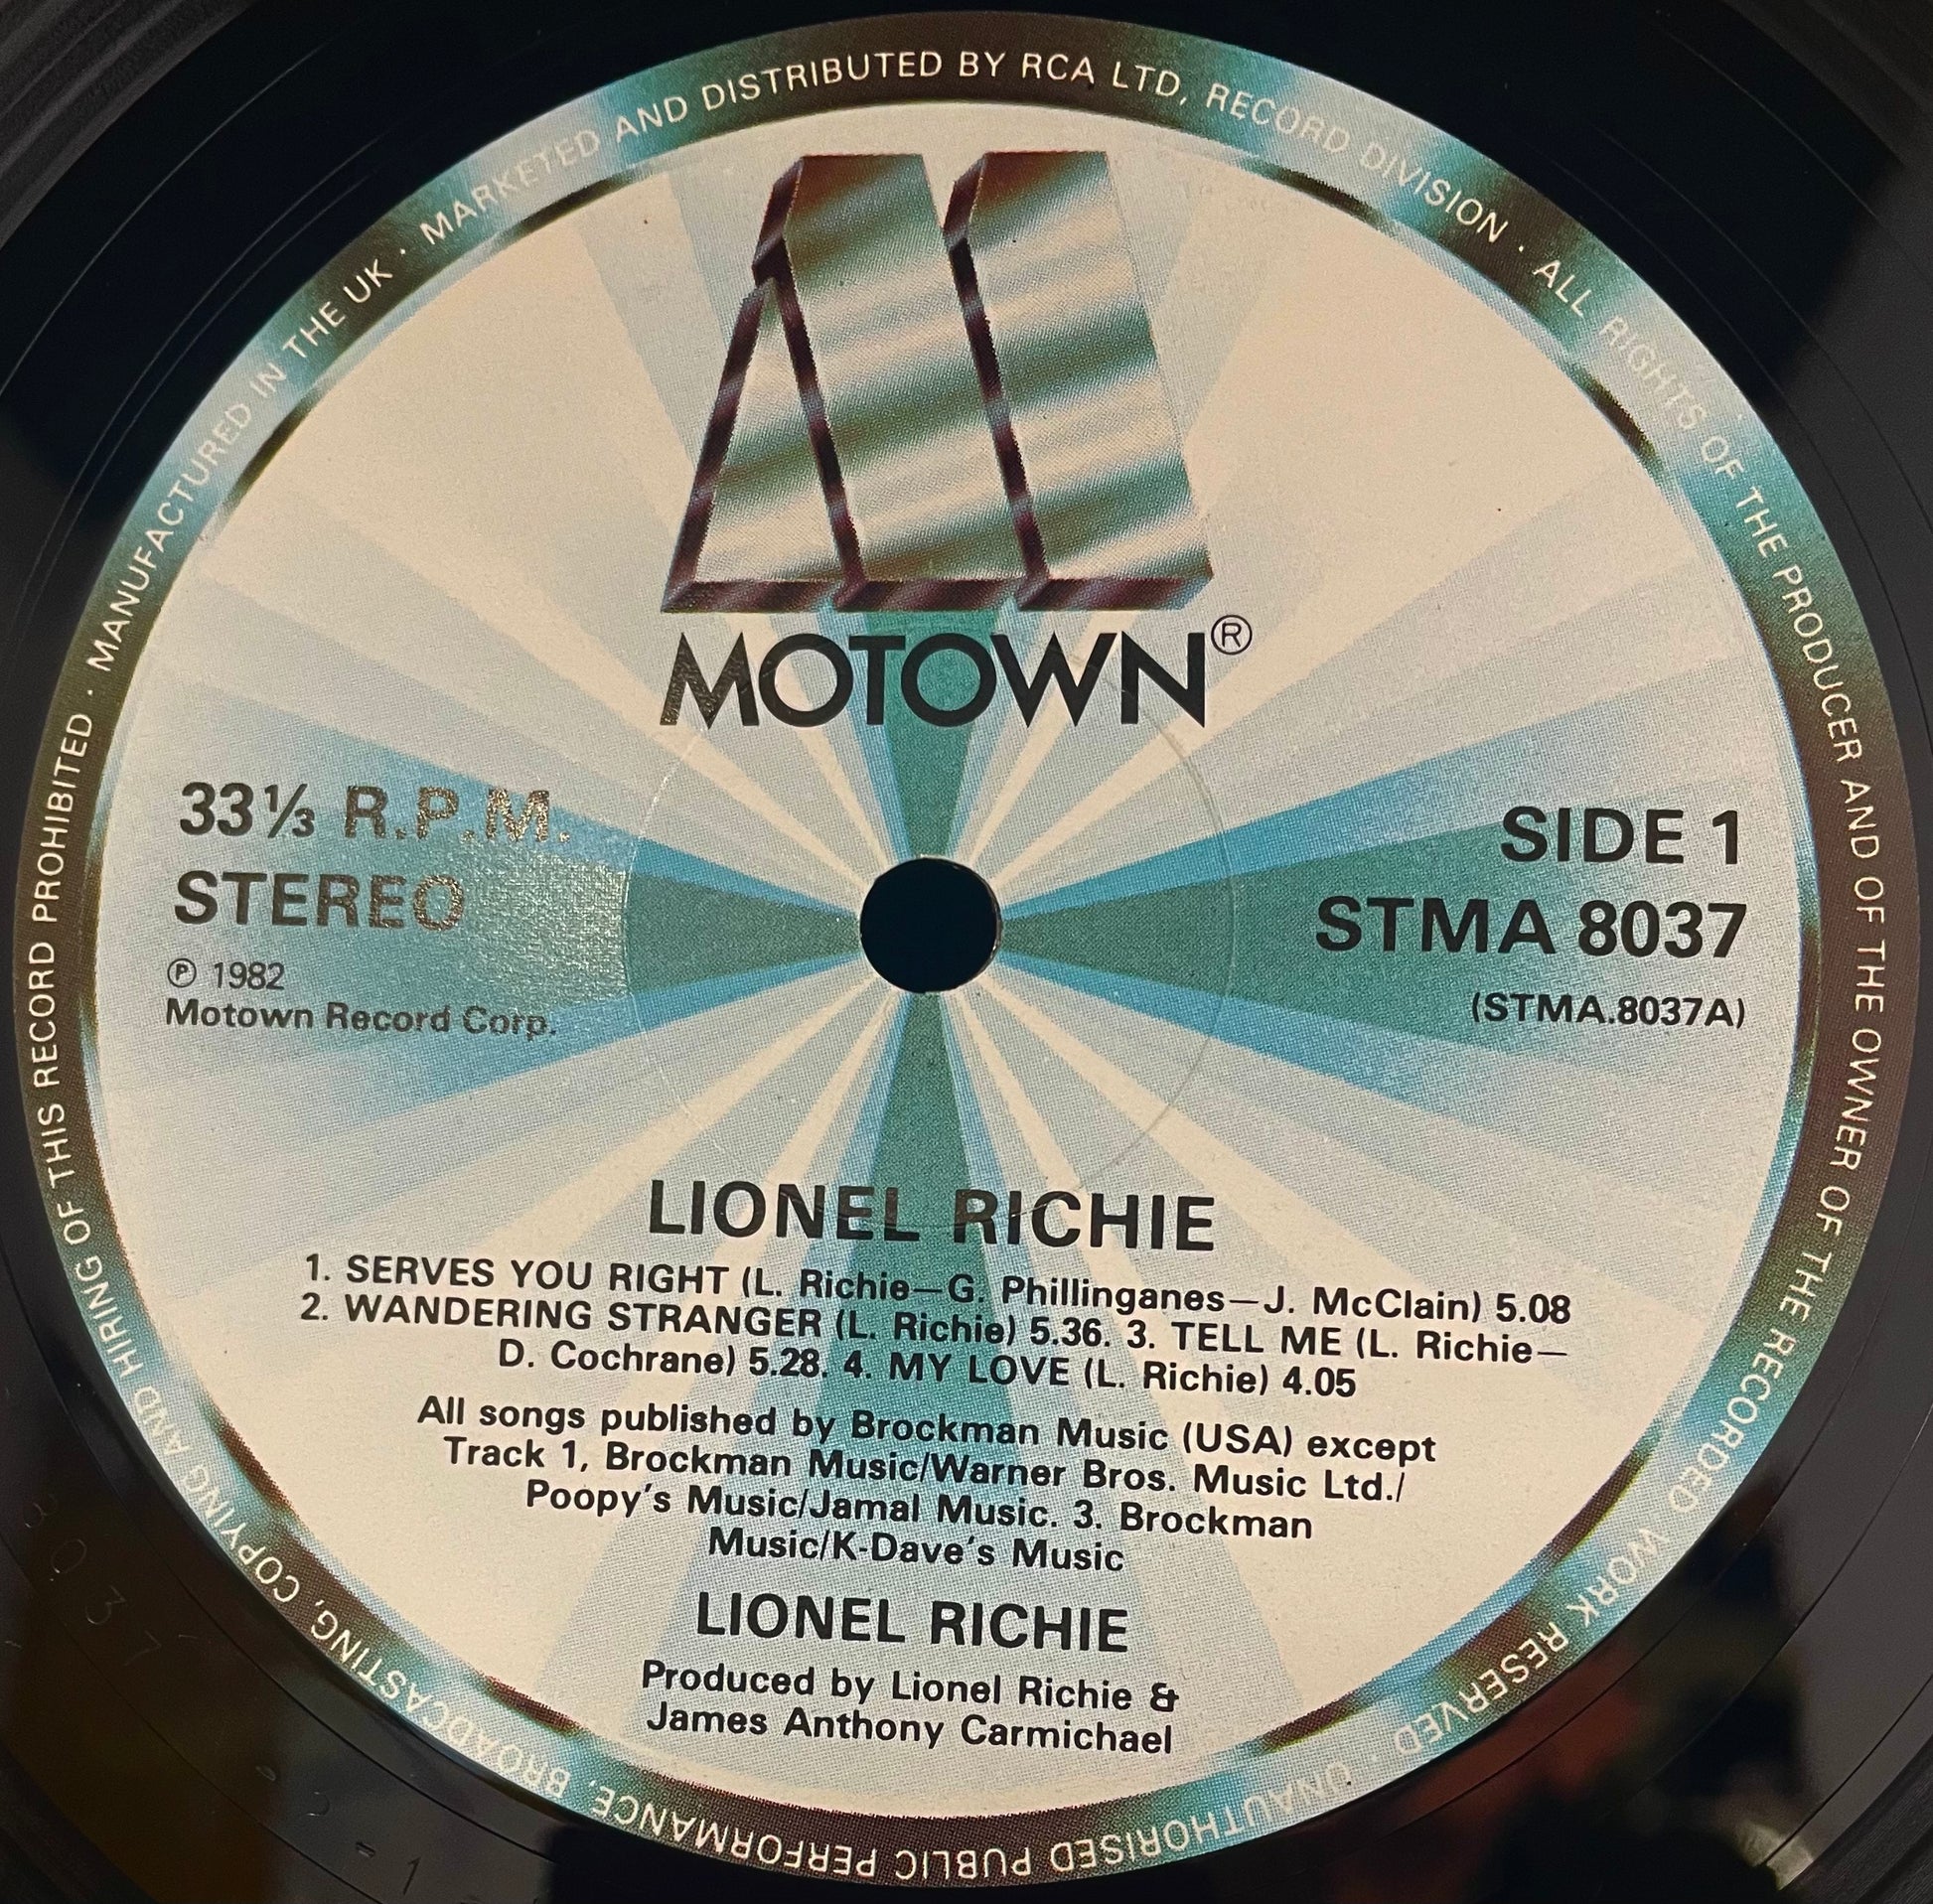 MANUFACTURED IN THE UK · MARKETED AND DISTRIBUTED BY RCA LTD, RECORD DIVISION · ALL RIGHTS OF THE PRODUCER AND OF THE OWNER OF THE RECORDED WORK RESERVED · UNAUTHORISED PUBLIC PERFORMANCE, BROADCASTING, COPYING AND HIRING OF THIS RECORD PROHIBITED ·
MOTOWN®
33⅓ R.P.M.
STEREO
℗ 1982
Motown Record Corp.
SIDE 1
STMA 8037
(STMA.8037A)
LIONEL RICHIE
1. SERVES YOU RIGHT (L. Richie—G. Phillinganes—J. McClain) 5.08
2. WANDERING STRANGER (L. Richie) 5.36. 3. TELL ME (L. Richie—
D. Cochrane) 5.28. 4. MY LOVE (L. Richie) 4.05
All songs published by Brockman Music (USA) except
Track 1, Brockman Music/Warner Bros. Music Ltd./
Poopy's Music/Jamal Music. 3. Brockman
Music/K-Dave's Music
LIONEL RICHIE
Produced by Lionel Richie &
James Anthony Carmichael